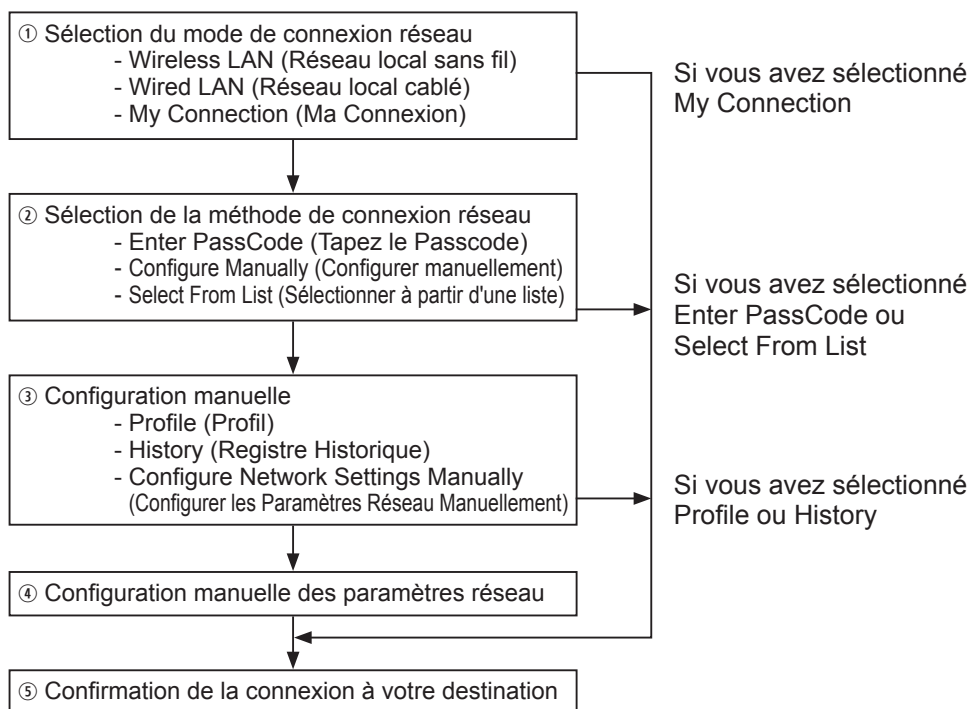 ① Sélection du mode de connexion réseau
- Wireless LAN (Réseau local sans fil)
- Wired LAN (Réseau local cablé)
- My Connection (Ma Connexion)
Si vous avez sélectionné
My Connection
② Sélection de la méthode de connexion réseau
- Enter PassCode (Tapez le Passcode)
- Configure Manually (Configurer manuellement)
- Select From List (Sélectionner à partir d'une liste)
Si vous avez sélectionné
Enter PassCode ou
Select From List
③ Configuration manuelle
- Profile (Profil)
- History (Registre Historique)
- Configure Network Settings Manually
(Configurer les Paramètres Réseau Manuellement)
Si vous avez sélectionné
Profile ou History
④ Configuration manuelle des paramètres réseau
⑤ Confirmation de la connexion à votre destination